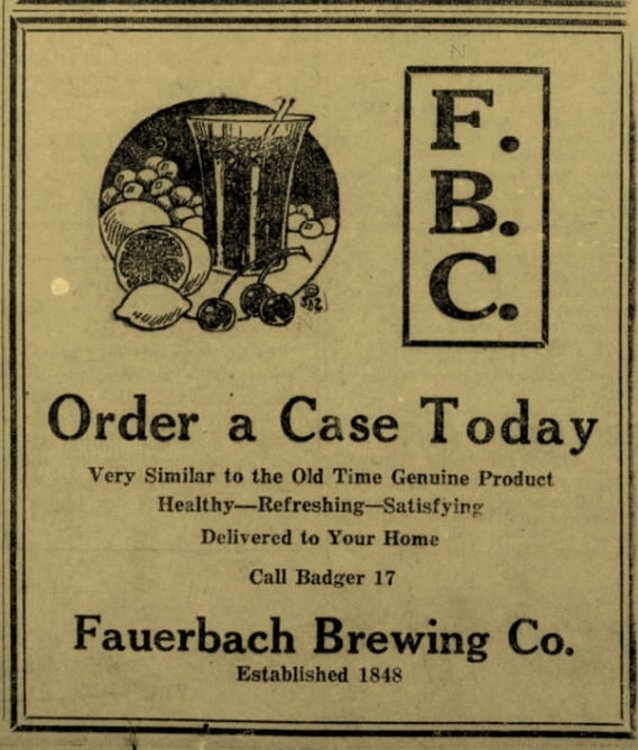 F.
B.
C.
Order a Case Today
Very Similar to the Old Time Genuine Product
Healthy—Refreshing—Satisfying
Delivered to Your Home
Call Badger 17
Fauerbach Brewing Co.
Established 1848